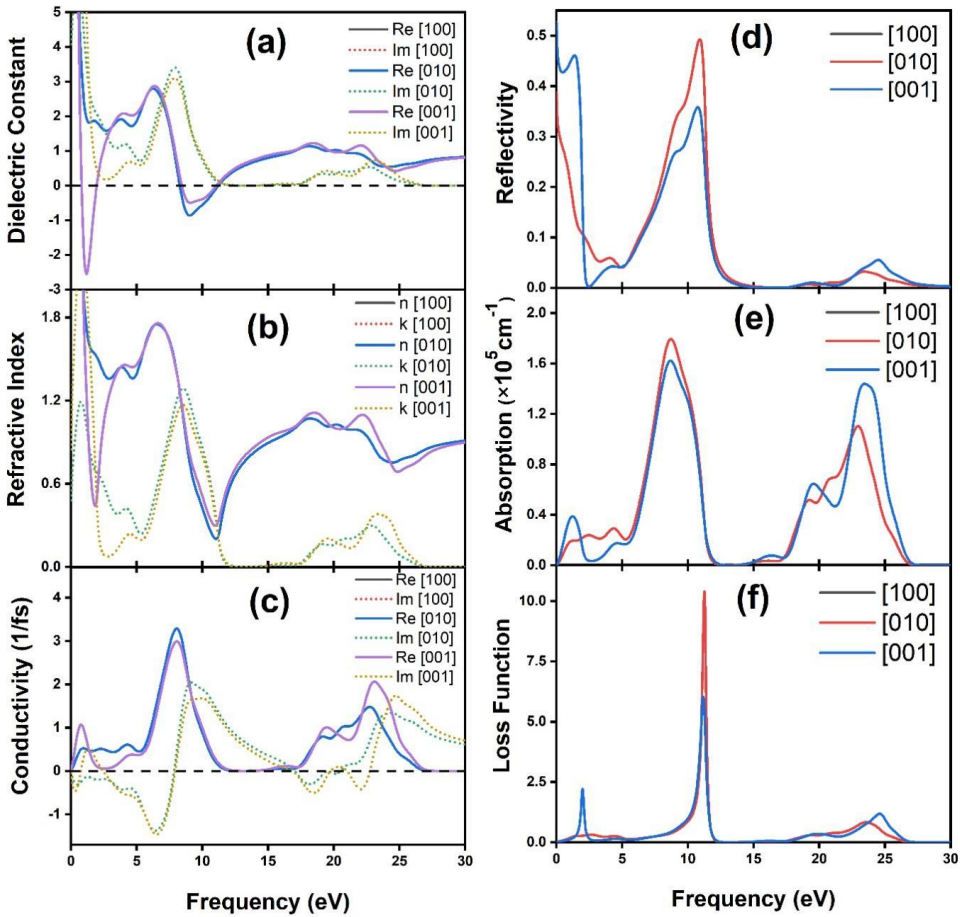 (a)
Dielectric Constant
5
4
3
2
1
0
-1
-2
-3
Re [100]
Im [100]
Re [010]
Im [010]
Re [001]
Im [001]
(b)
Refractive Index
1.8
1.2
0.6
0.0
n [100]
k [100]
n [010]
k [010]
n [001]
k [001]
(c)
Conductivity (1/fs)
4
3
2
1
0
-1
Re [100]
Im [100]
Re [010]
Im [010]
Re [001]
Im [001]
0 5 10 15 20 25 30
Frequency (eV)
(d)
Reflectivity
0.5
0.4
0.3
0.2
0.1
0.0
[100]
[010]
[001]
(e)
Absorption (×10⁵ cm⁻¹)
2.0
1.6
1.2
0.8
0.4
0.0
[100]
[010]
[001]
(f)
Loss Function
10.0
7.5
5.0
2.5
0.0
[100]
[010]
[001]
0 5 10 15 20 25 30
Frequency (eV)